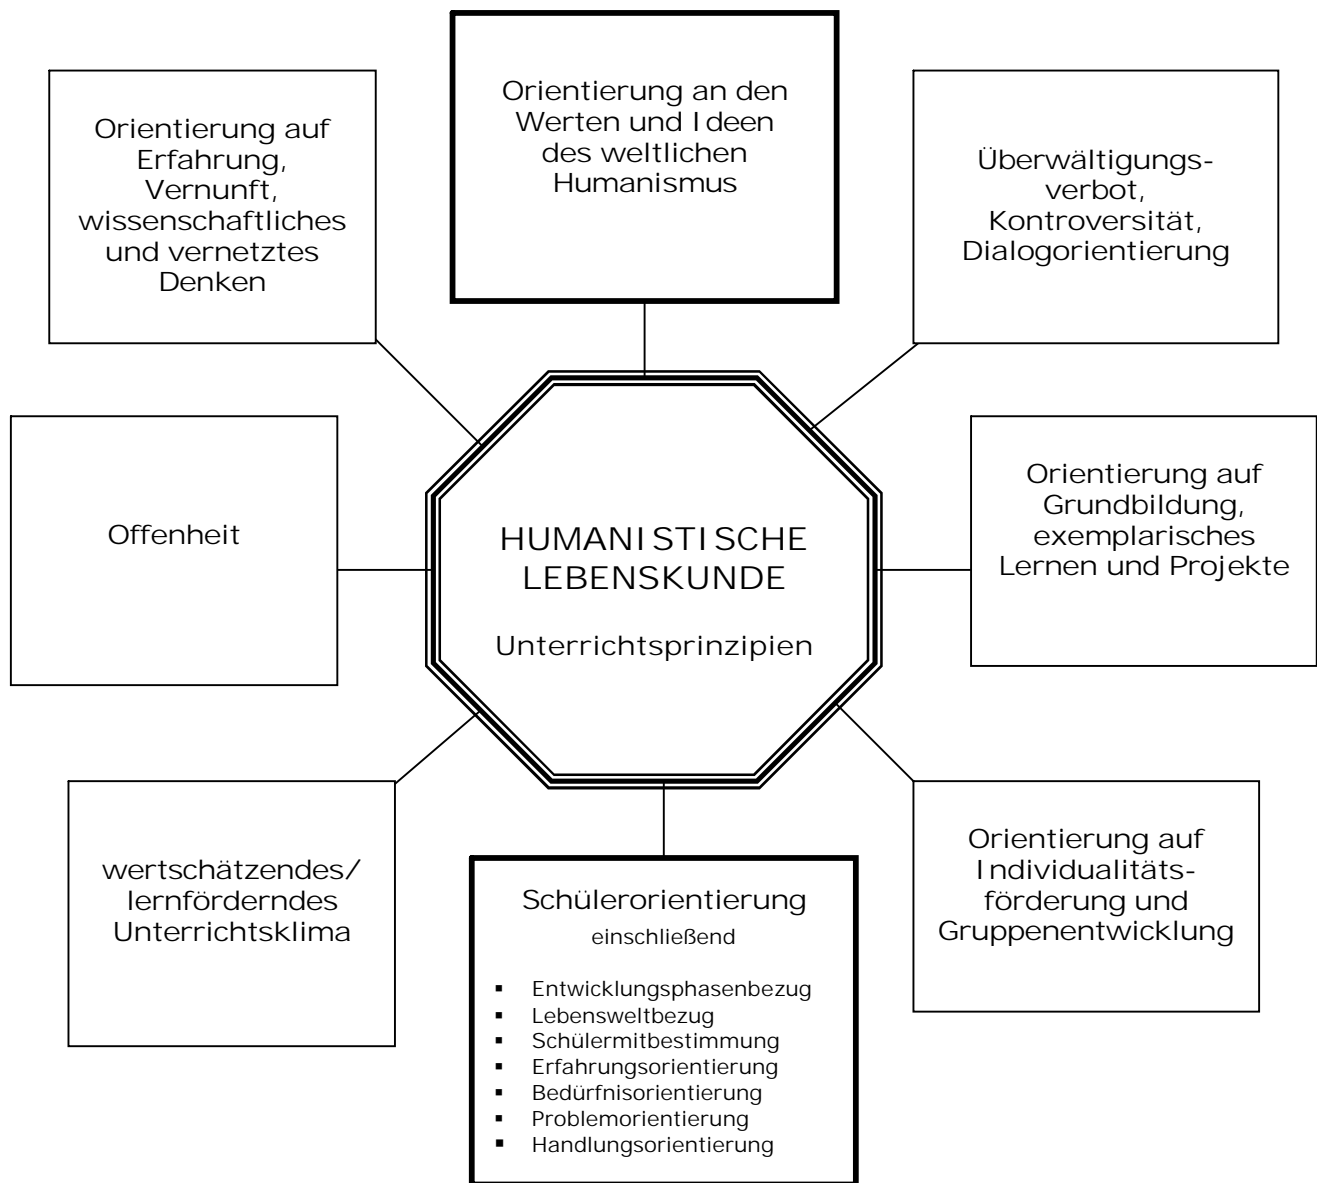 Orientierung auf
Erfahrung,
Vernunft,
wissenschaftliches
und vernetztes
Denken
Orientierung an den
Werten und Ideen
des weltlichen
Humanismus
Überwältigungs-
verbot,
Kontroversität,
Dialogorientierung
Offenheit
HUMANISTISCHE
LEBENSKUNDE
Unterrichtsprinzipien
Orientierung auf
Grundbildung,
exemplarisches
Lernen und Projekte
wertschätzendes/
lernförderndes
Unterrichtsklima
Schülerorientierung
einschließend
▪ Entwicklungsphasenbezug
▪ Lebensweltbezug
▪ Schülermitbestimmung
▪ Erfahrungsorientierung
▪ Bedürfnisorientierung
▪ Problemorientierung
▪ Handlungsorientierung
Orientierung auf
Individualitäts-
förderung und
Gruppenentwicklung